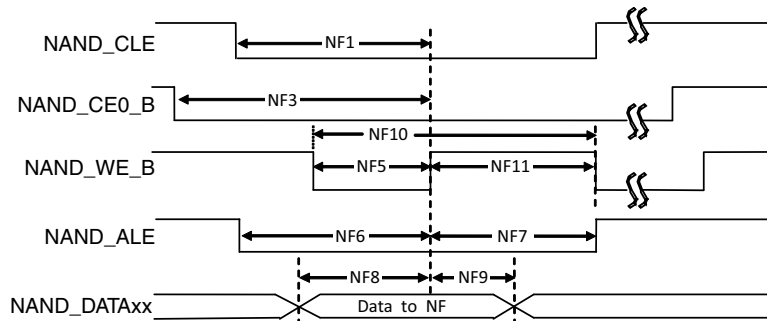 NAND_CLE
NF1
NAND_CE0_B
NF3
NF10
NAND_WE_B
NF5
NF11
NAND_ALE
NF6
NF7
NF8
NF9
NAND_DATAxx
Data to NF